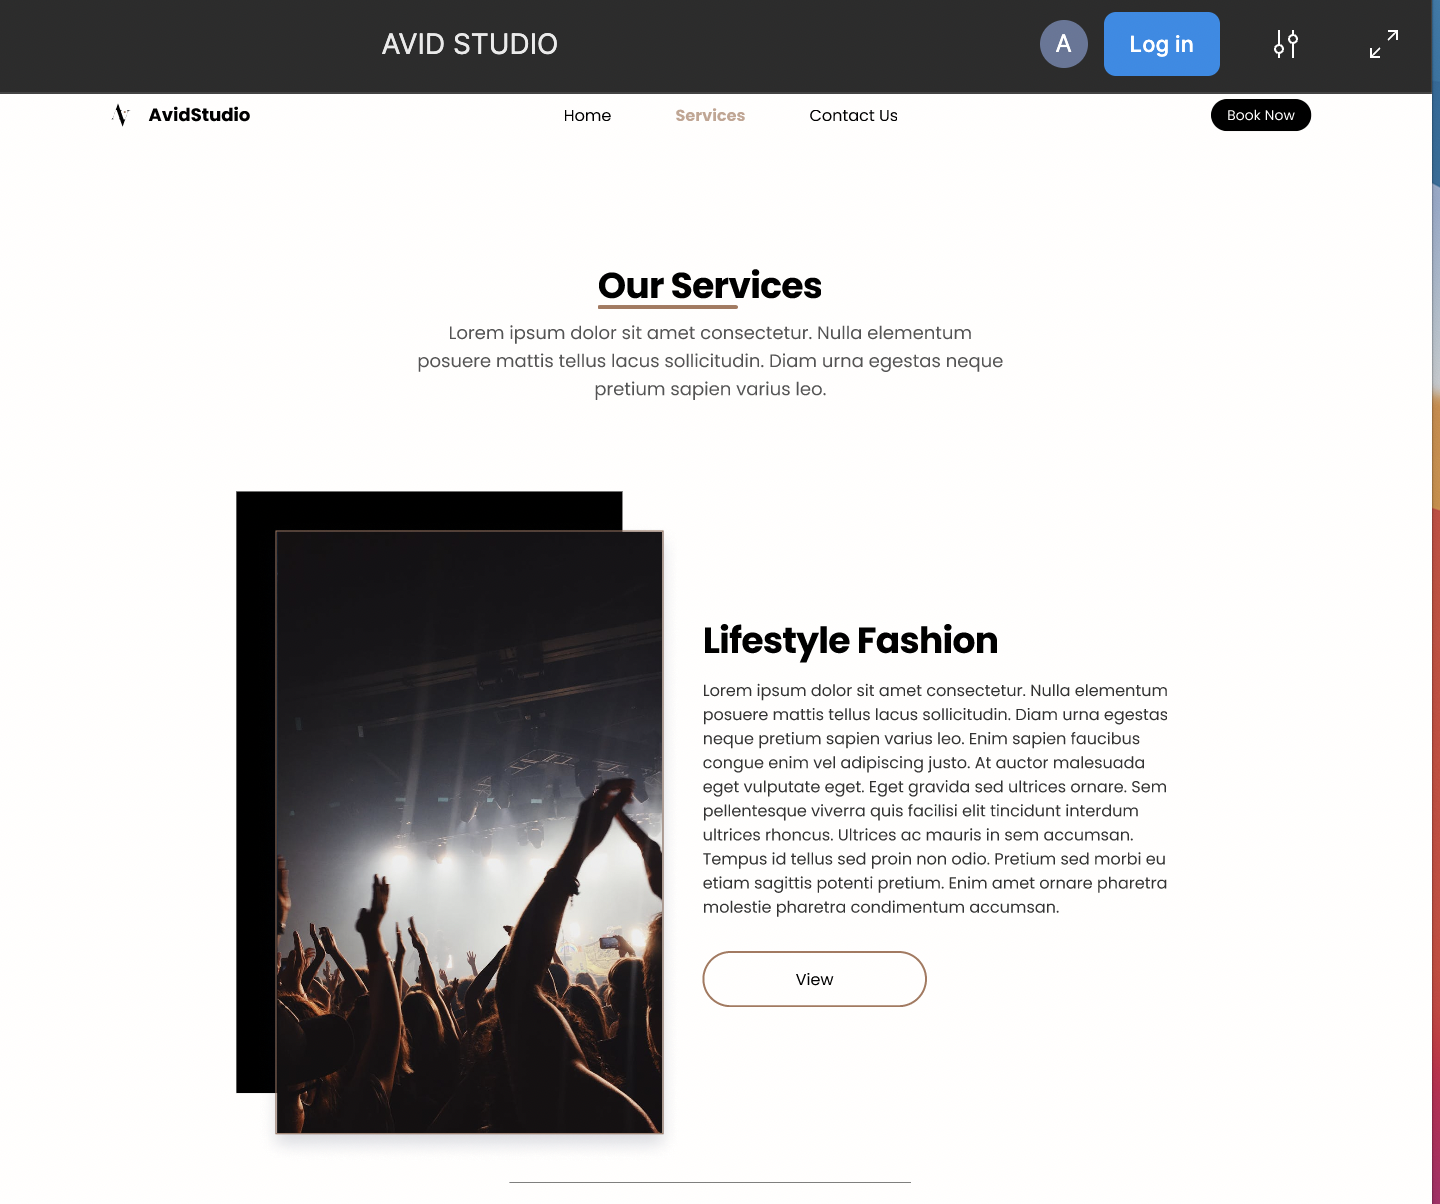 AVID STUDIO
A
Log in
AvidStudio
Home
Services
Contact Us
Book Now
Our Services
Lorem ipsum dolor sit amet consectetur. Nulla elementum
posuere mattis tellus lacus sollicitudin. Diam urna egestas neque
pretium sapien varius leo.
Lifestyle Fashion
Lorem ipsum dolor sit amet consectetur. Nulla elementum
posuere mattis tellus lacus sollicitudin. Diam urna egestas
neque pretium sapien varius leo. Enim sapien faucibus
congue enim vel adipiscing justo. At auctor malesuada
eget vulputate eget. Eget gravida sed ultrices ornare. Sem
pellentesque viverra quis facilisi elit tincidunt interdum
ultrices rhoncus. Ultrices ac mauris in sem accumsan.
Tempus id tellus sed proin non odio. Pretium sed morbi eu
etiam sagittis potenti pretium. Enim amet ornare pharetra
molestie pharetra condimentum accumsan.
View